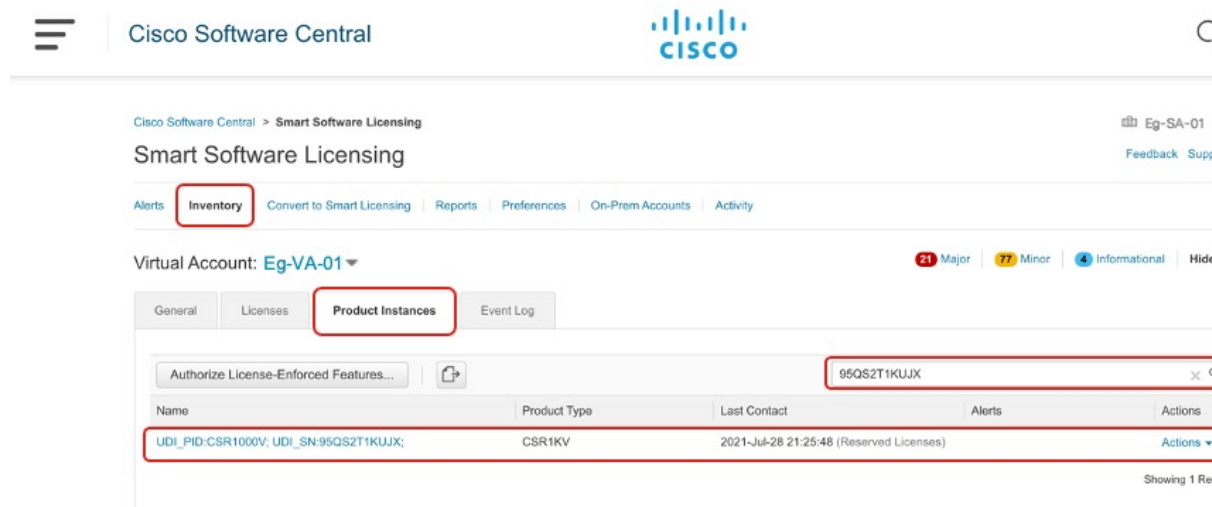 Cisco Software Central
CISCO
Cisco Software Central > Smart Software Licensing
Eg-SA-01
Smart Software Licensing
Feedback
Alerts Inventory Convert to Smart Licensing Reports Preferences On-Prem Accounts Activity
Virtual Account: Eg-VA-01
21 Major 77 Minor 4 Informational
General Licenses Product Instances Event Log
Authorize License-Enforced Features... 95QS2T1KUJX
Name Product Type Last Contact Alerts Actions
UDI_PID:CSR1000V; UDI_SN:95QS2T1KUJX; CSR1KV 2021-Jul-28 21:25:48 (Reserved Licenses) Actions
Showing 1